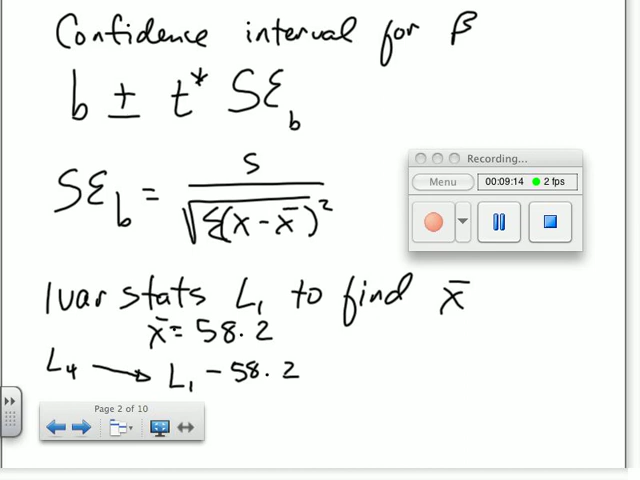 Confidence interval for β
b ± t* SE_b
SE_b = s / √Σ(x - x̄)²
Recording...
Menu
00:09:14
2 fps
1var stats L₁ to find x̄
x̄ = 58.2
L₄ → L₁ - 58.2
Page 2 of 10